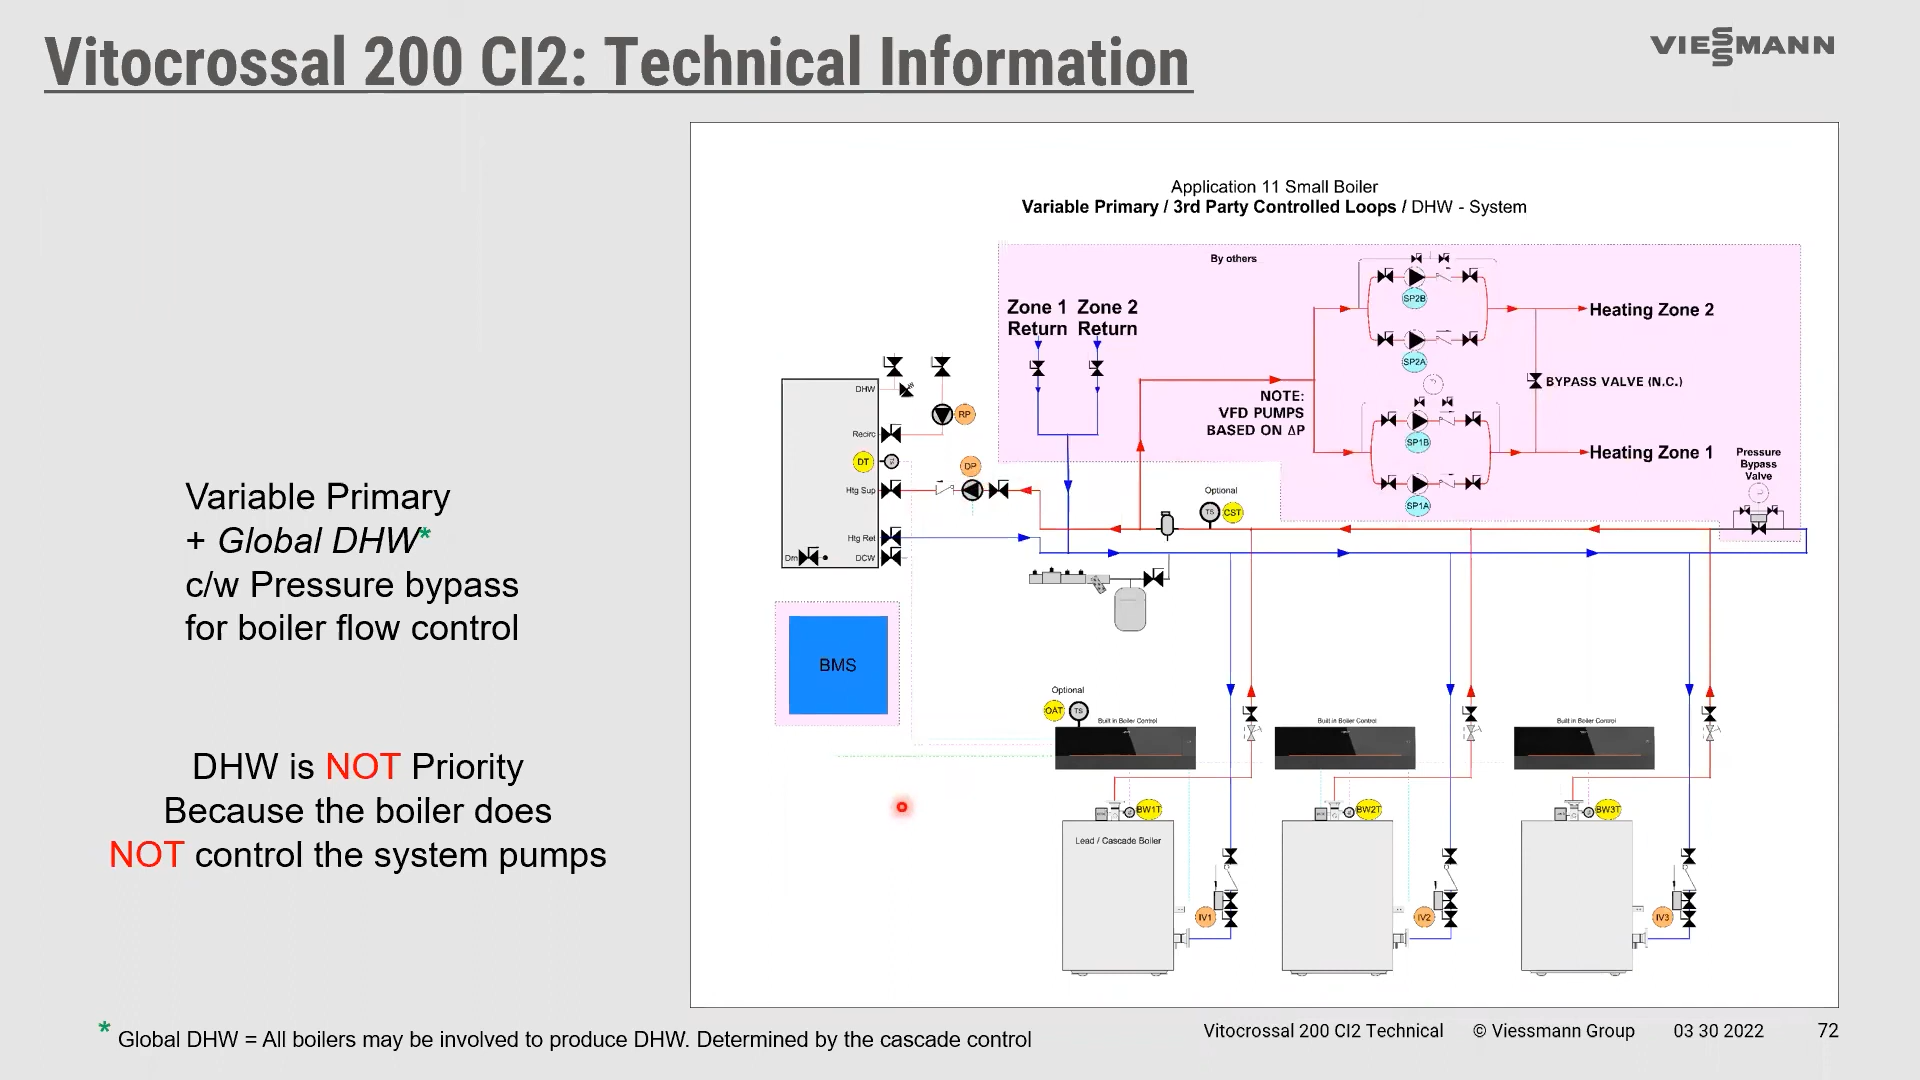 Vitocrossal 200 CI2: Technical Information
VIESSMANN
Application 11 Small Boiler
Variable Primary / 3rd Party Controlled Loops / DHW - System
By others
Zone 1 Return
Zone 2 Return
SP2B
SP2A
Heating Zone 2
BYPASS VALVE (N.C.)
NOTE:
VFD PUMPS
BASED ON ΔP
SP1B
SP1A
Heating Zone 1
Pressure
Bypass
Valve
DHW
RP
Recirc
DT
DP
Htg Sup
Optional
TS
CST
Htg Ret
Drn
DCW
Variable Primary
+ Global DHW*
c/w Pressure bypass
for boiler flow control
BMS
DHW is NOT Priority
Because the boiler does
NOT control the system pumps
Optional
OAT
TS
Built in Boiler Control
Built in Boiler Control
Built in Boiler Control
BW1T
BW2T
BW3T
Lead / Cascade Boiler
IV1
IV2
IV3
* Global DHW = All boilers may be involved to produce DHW. Determined by the cascade control
Vitocrossal 200 CI2 Technical © Viessmann Group 03 30 2022 72